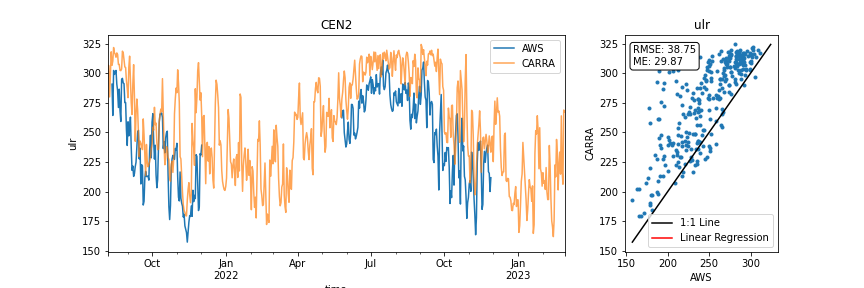 CEN2
ulr
325
300
275
250
225
200
175
150
ulr
AWS
CARRA
Oct
Jan
2022
Apr
Jul
Oct
Jan
2023
time
325
300
275
250
225
200
175
150
CARRA
RMSE: 38.75
ME: 29.87
1:1 Line
Linear Regression
150
200
250
300
AWS